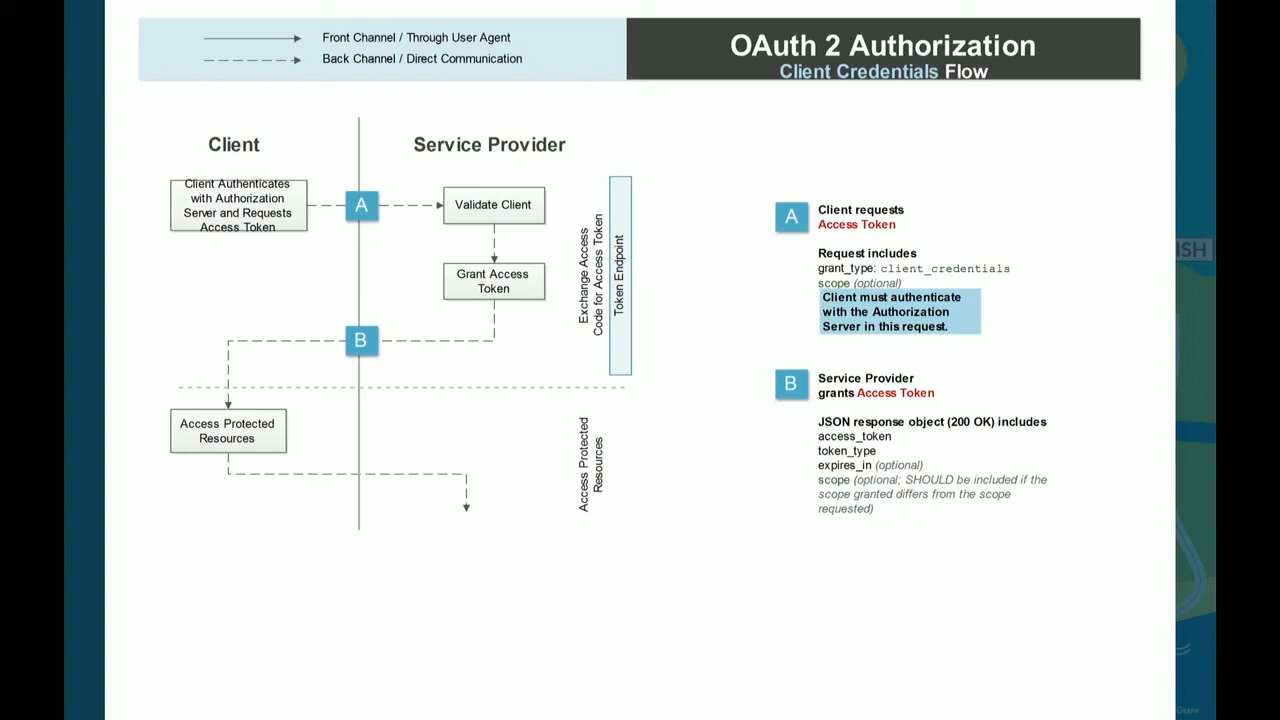 Front Channel / Through User Agent
Back Channel / Direct Communication
OAuth 2 Authorization
Client Credentials Flow
Client
Service Provider
Client Authenticates
with Authorization
Server and Requests
Access Token
A
Validate Client
Grant Access
Token
B
Exchange Access
Code for Access Token
Token Endpoint
Access Protected
Resources
Access Protected
Resources
A
Client requests
Access Token
Request includes
grant_type: client_credentials
scope (optional)
Client must authenticate
with the Authorization
Server in this request.
B
Service Provider
grants Access Token
JSON response object (200 OK) includes
access_token
token_type
expires_in (optional)
scope (optional; SHOULD be included if the
scope granted differs from the scope
requested)
ISH